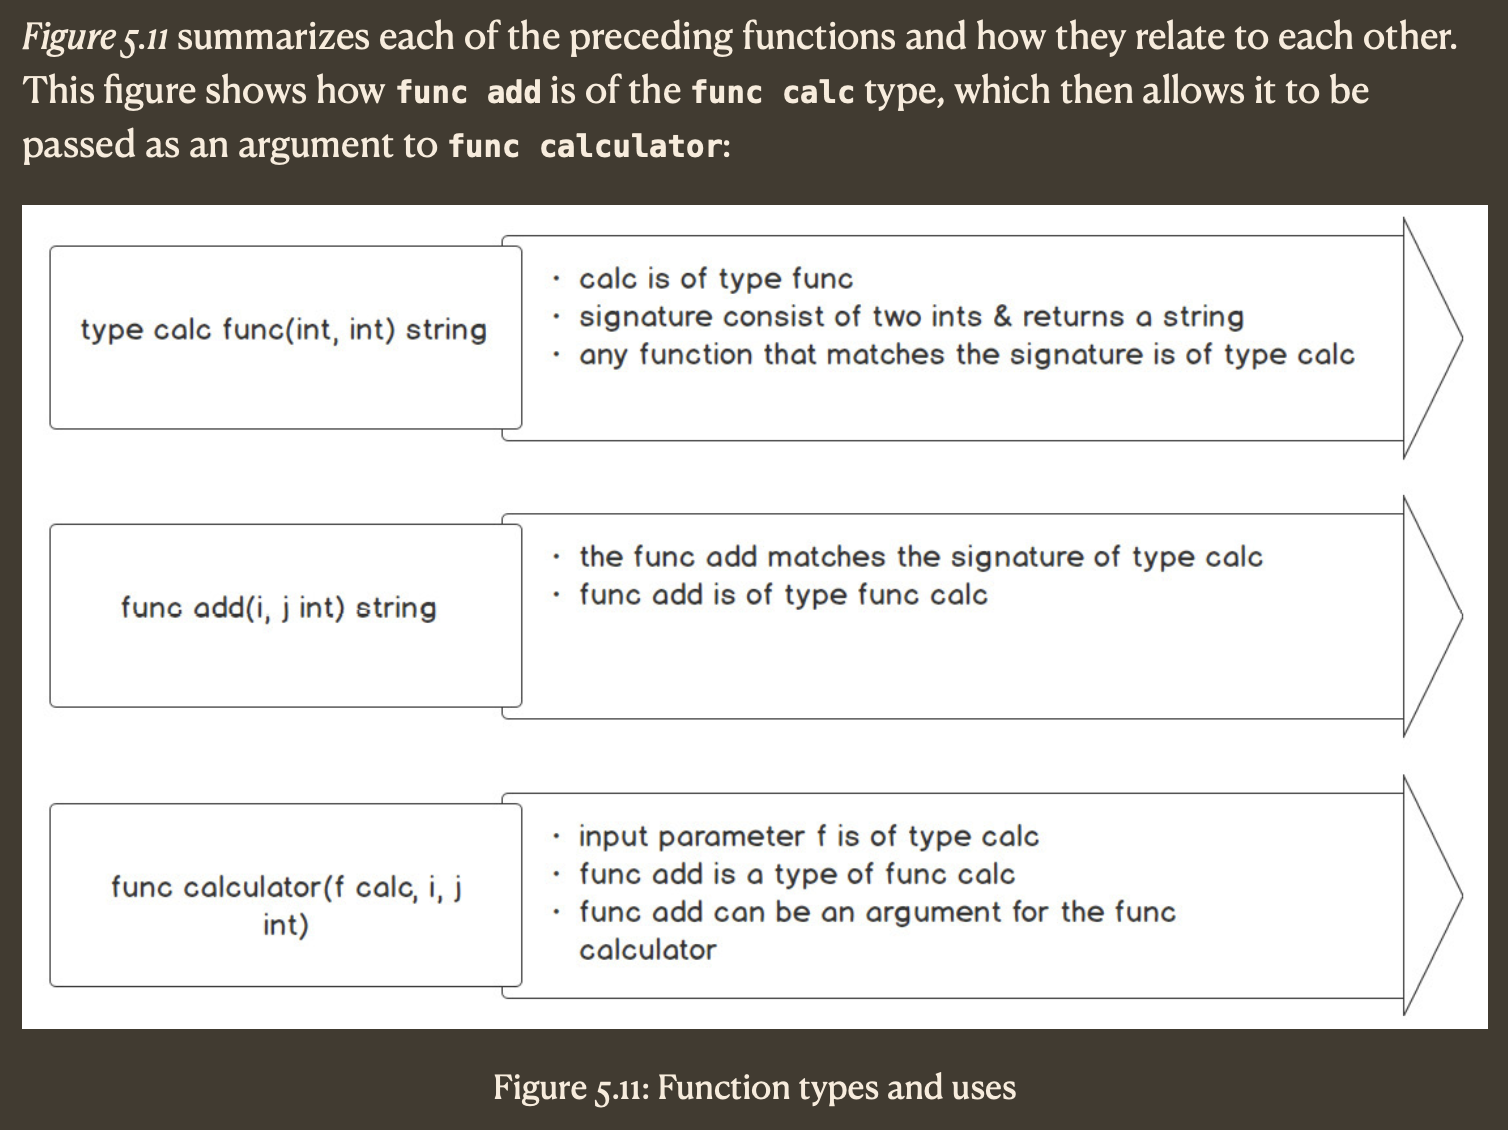 Figure 5.11 summarizes each of the preceding functions and how they relate to each other.
This figure shows how func add is of the func calc type, which then allows it to be
passed as an argument to func calculator:
type calc func(int, int) string
· calc is of type func
· signature consist of two ints & returns a string
· any function that matches the signature is of type calc
func add(i, j int) string
· the func add matches the signature of type calc
· func add is of type func calc
func calculator(f calc, i, j
int)
· input parameter f is of type calc
· func add is a type of func calc
· func add can be an argument for the func
calculator
Figure 5.11: Function types and uses